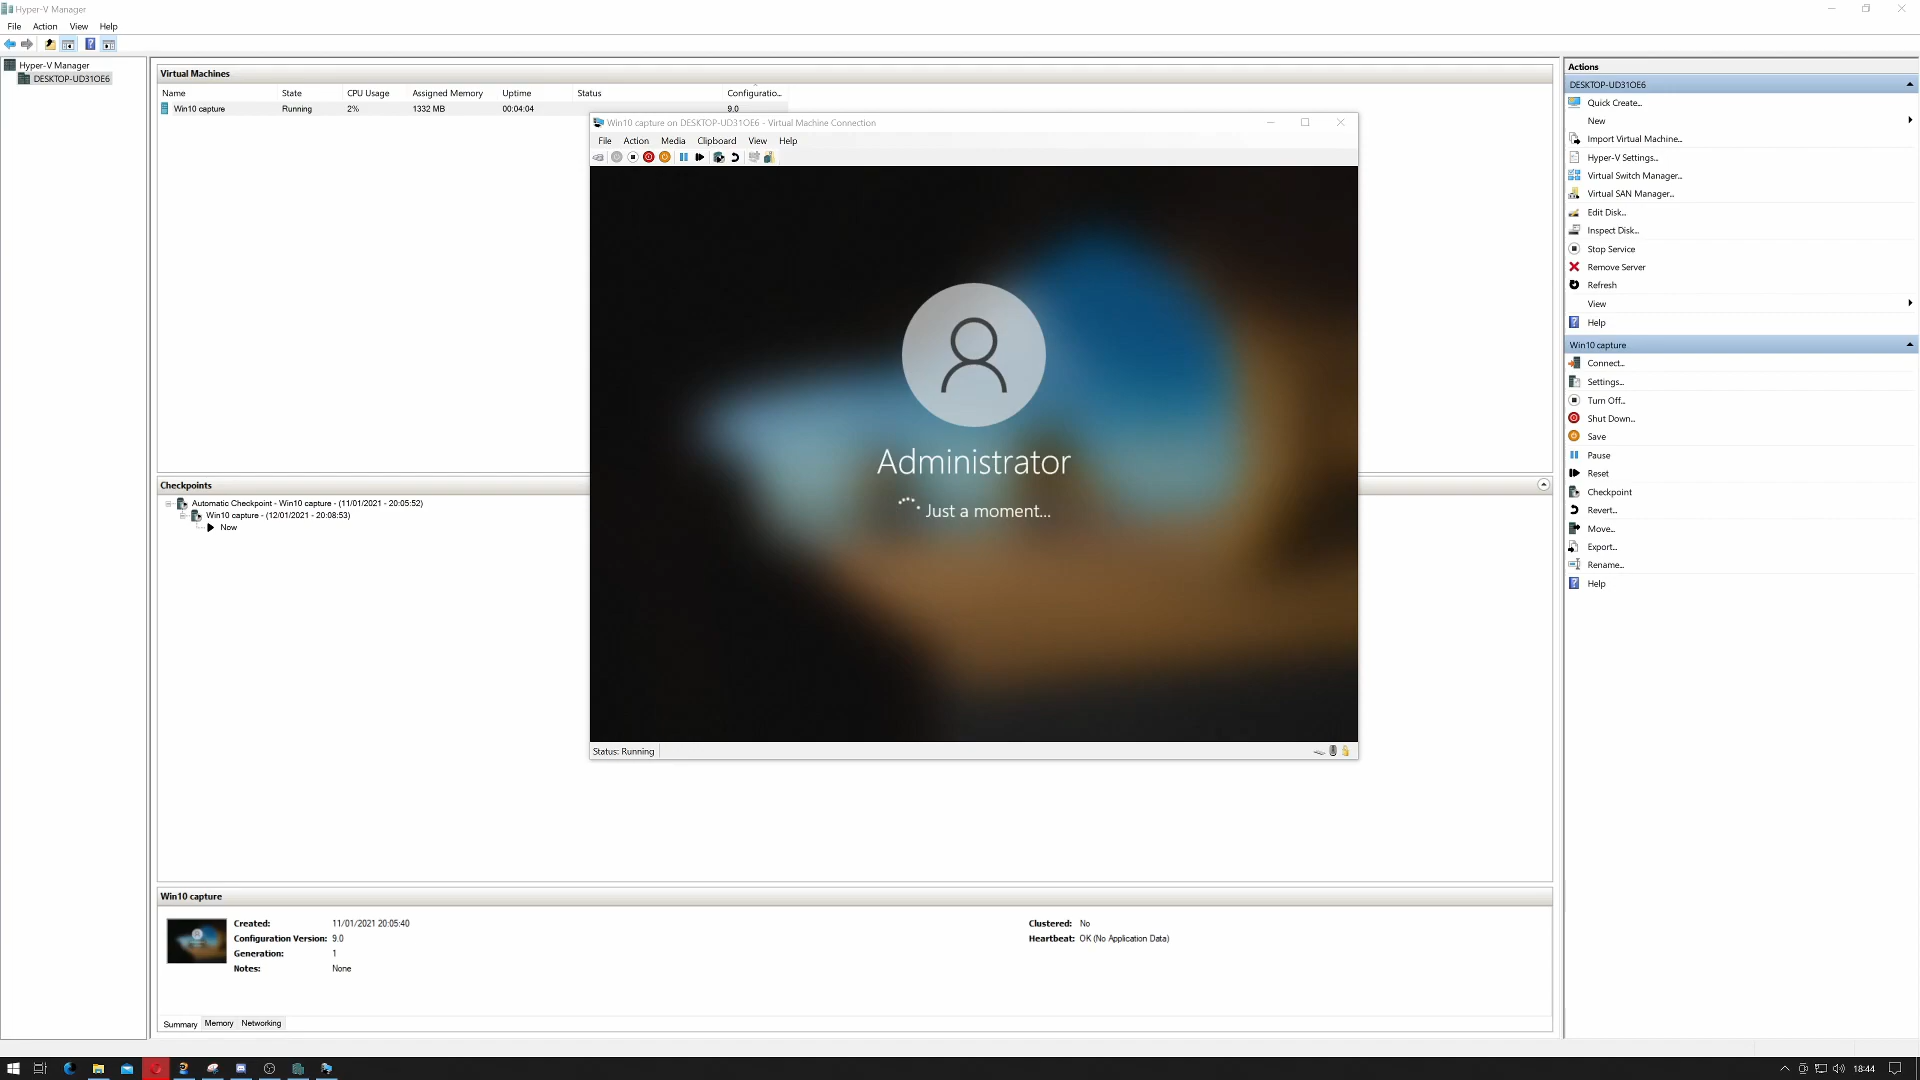 Hyper-V Manager
File Action View Help
Hyper-V Manager
DESKTOP-UD31OE6
Virtual Machines
Name State CPU Usage Assigned Memory Uptime Status Configuratio...
Win10 capture Running 2% 1332 MB 00:04:04 9.0
Win10 capture on DESKTOP-UD31OE6 - Virtual Machine Connection
File Action Media Clipboard View Help
Administrator
Just a moment...
Status: Running
Checkpoints
Automatic Checkpoint - Win10 capture - (11/01/2021 - 20:05:52)
Win10 capture - (12/01/2021 - 20:08:53)
Now
Win10 capture
Created: 11/01/2021 20:05:40
Configuration Version: 9.0
Generation: 1
Notes: None
Clustered: No
Heartbeat: OK (No Application Data)
Summary Memory Networking
Actions
DESKTOP-UD31OE6
Quick Create...
New
Import Virtual Machine...
Hyper-V Settings...
Virtual Switch Manager...
Virtual SAN Manager...
Edit Disk...
Inspect Disk...
Stop Service
Remove Server
Refresh
View
Help
Win10 capture
Connect...
Settings...
Turn Off...
Shut Down...
Save
Pause
Reset
Checkpoint
Revert...
Move...
Export...
Rename...
Help
18:44